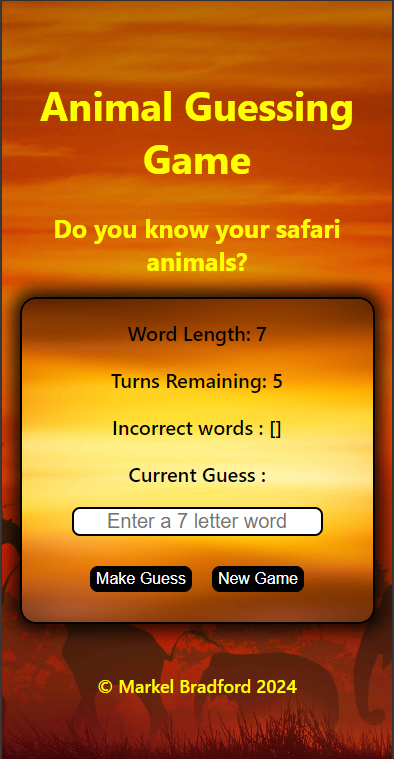 Animal Guessing
Game
Do you know your safari
animals?
Word Length: 7
Turns Remaining: 5
Incorrect words : []
Current Guess :
Enter a 7 letter word
Make Guess New Game
© Markel Bradford 2024